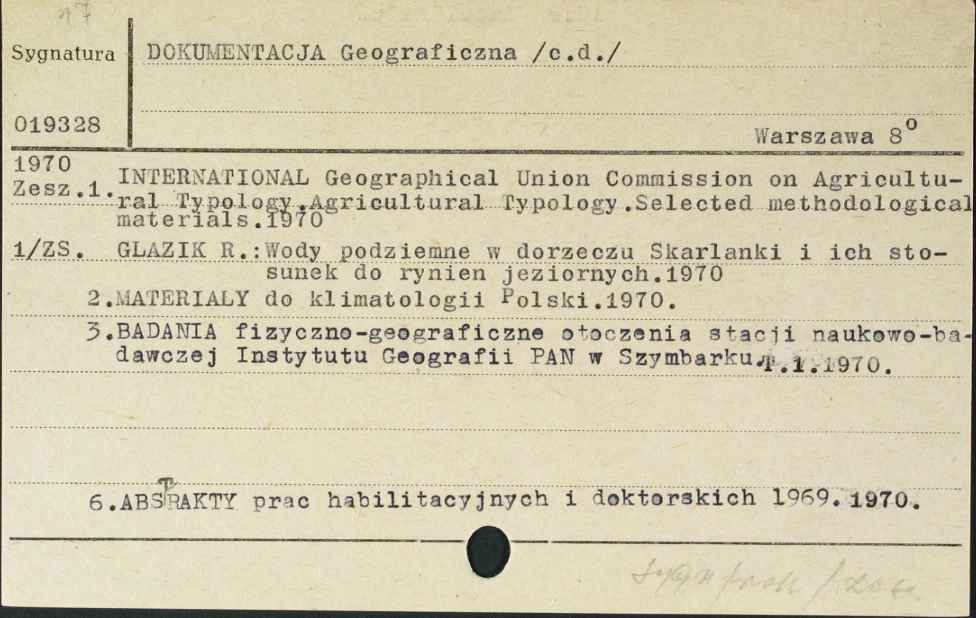 17
Sygnatura DOKUMENTACJA Geograficzna /c.d./
019328 Warszawa 8°
1970
Zesz.1. INTERNATIONAL Geographical Union Commission on Agricultu-
ral Typology.Agricultural Typology.Selected methodological
materials.1970
1/ZS. GLAZIK R.:Wody podziemne w dorzeczu Skarlanki i ich sto-
sunek do rynien jeziornych.1970
2.MATERIALY do klimatologii Polski.1970.
3.BADANIA fizyczno-geograficzne otoczenia stacji naukowo-ba-
dawczej Instytutu Geografii PAN w Szymbarku.T.1.1970.
6.ABSTRAKTY prac habilitacyjnych i doktorskich 1969.1970.